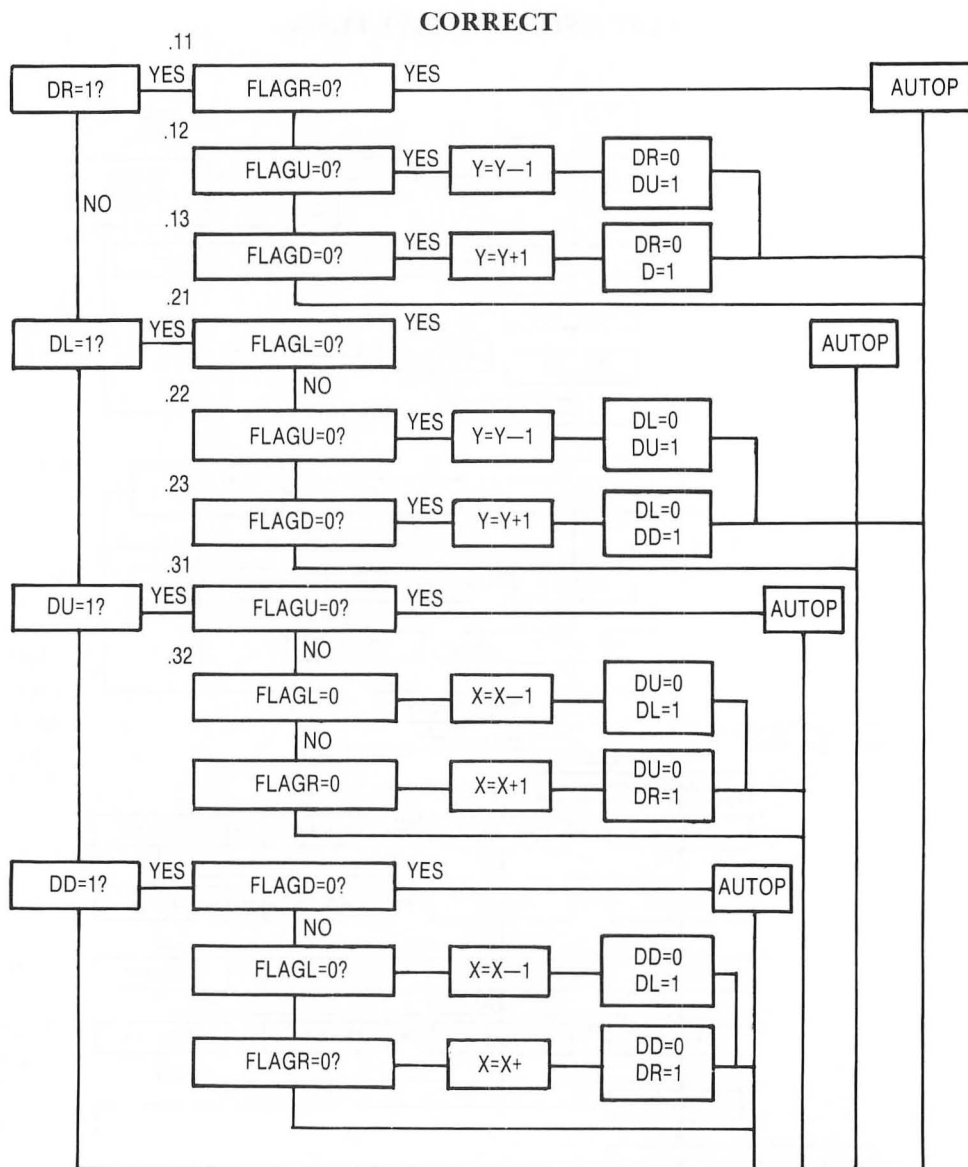 CORRECT
.11
DR=1?
YES
FLAGR=0?
YES
AUTOP
.12
FLAGU=0?
YES
Y=Y—1
DR=0
DU=1
NO
.13
FLAGD=0?
YES
Y=Y+1
DR=0
D=1
.21
DL=1?
YES
FLAGL=0?
YES
AUTOP
NO
.22
FLAGU=0?
YES
Y=Y—1
DL=0
DU=1
.23
FLAGD=0?
YES
Y=Y+1
DL=0
DD=1
.31
DU=1?
YES
FLAGU=0?
YES
AUTOP
NO
.32
FLAGL=0
X=X—1
DU=0
DL=1
NO
FLAGR=0
X=X+1
DU=0
DR=1
DD=1?
YES
FLAGD=0?
YES
AUTOP
NO
FLAGL=0?
X=X—1
DD=0
DL=1
FLAGR=0?
X=X+
DD=0
DR=1